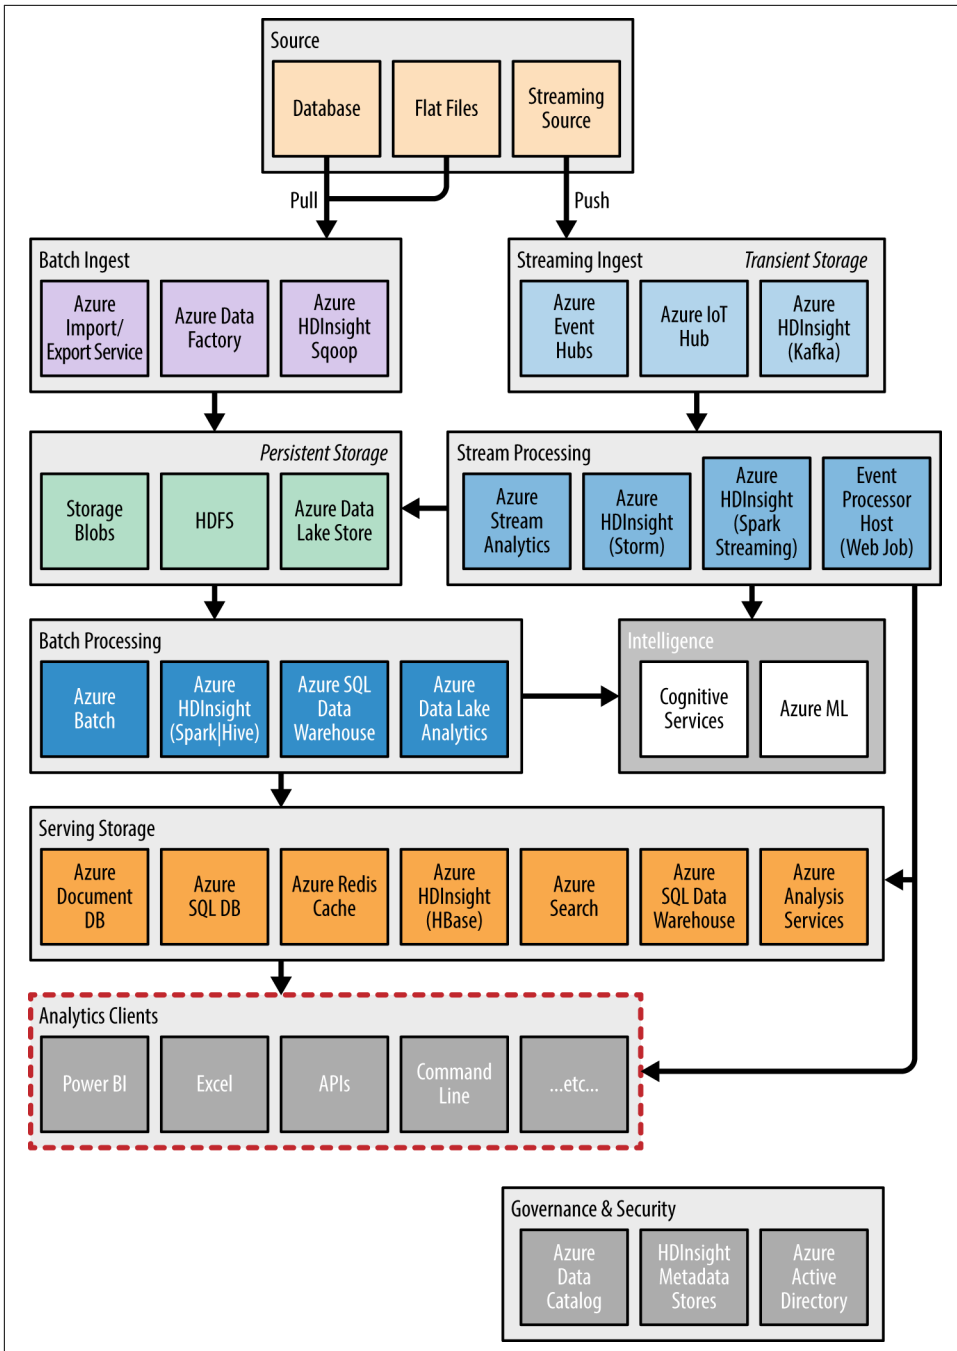 Source
Database
Flat Files
Streaming
Source
Pull
Push
Batch Ingest
Azure
Import/
Export Service
Azure Data
Factory
Azure
HDInsight
Sqoop
Streaming Ingest
Transient Storage
Azure
Event
Hubs
Azure IoT
Hub
Azure
HDInsight
(Kafka)
Persistent Storage
Storage
Blobs
HDFS
Azure Data
Lake Store
Stream Processing
Azure
Stream
Analytics
Azure
HDInsight
(Storm)
Azure
HDInsight
(Spark
Streaming)
Event
Processor
Host
(Web Job)
Batch Processing
Azure
Batch
Azure
HDInsight
(Spark|Hive)
Azure SQL
Data
Warehouse
Azure
Data Lake
Analytics
Intelligence
Cognitive
Services
Azure ML
Serving Storage
Azure
Document
DB
Azure
SQL DB
Azure Redis
Cache
Azure
HDInsight
(HBase)
Azure
Search
Azure
SQL Data
Warehouse
Azure
Analysis
Services
Analytics Clients
Power BI
Excel
APIs
Command
Line
...etc...
Governance & Security
Azure
Data
Catalog
HDInsight
Metadata
Stores
Azure
Active
Directory